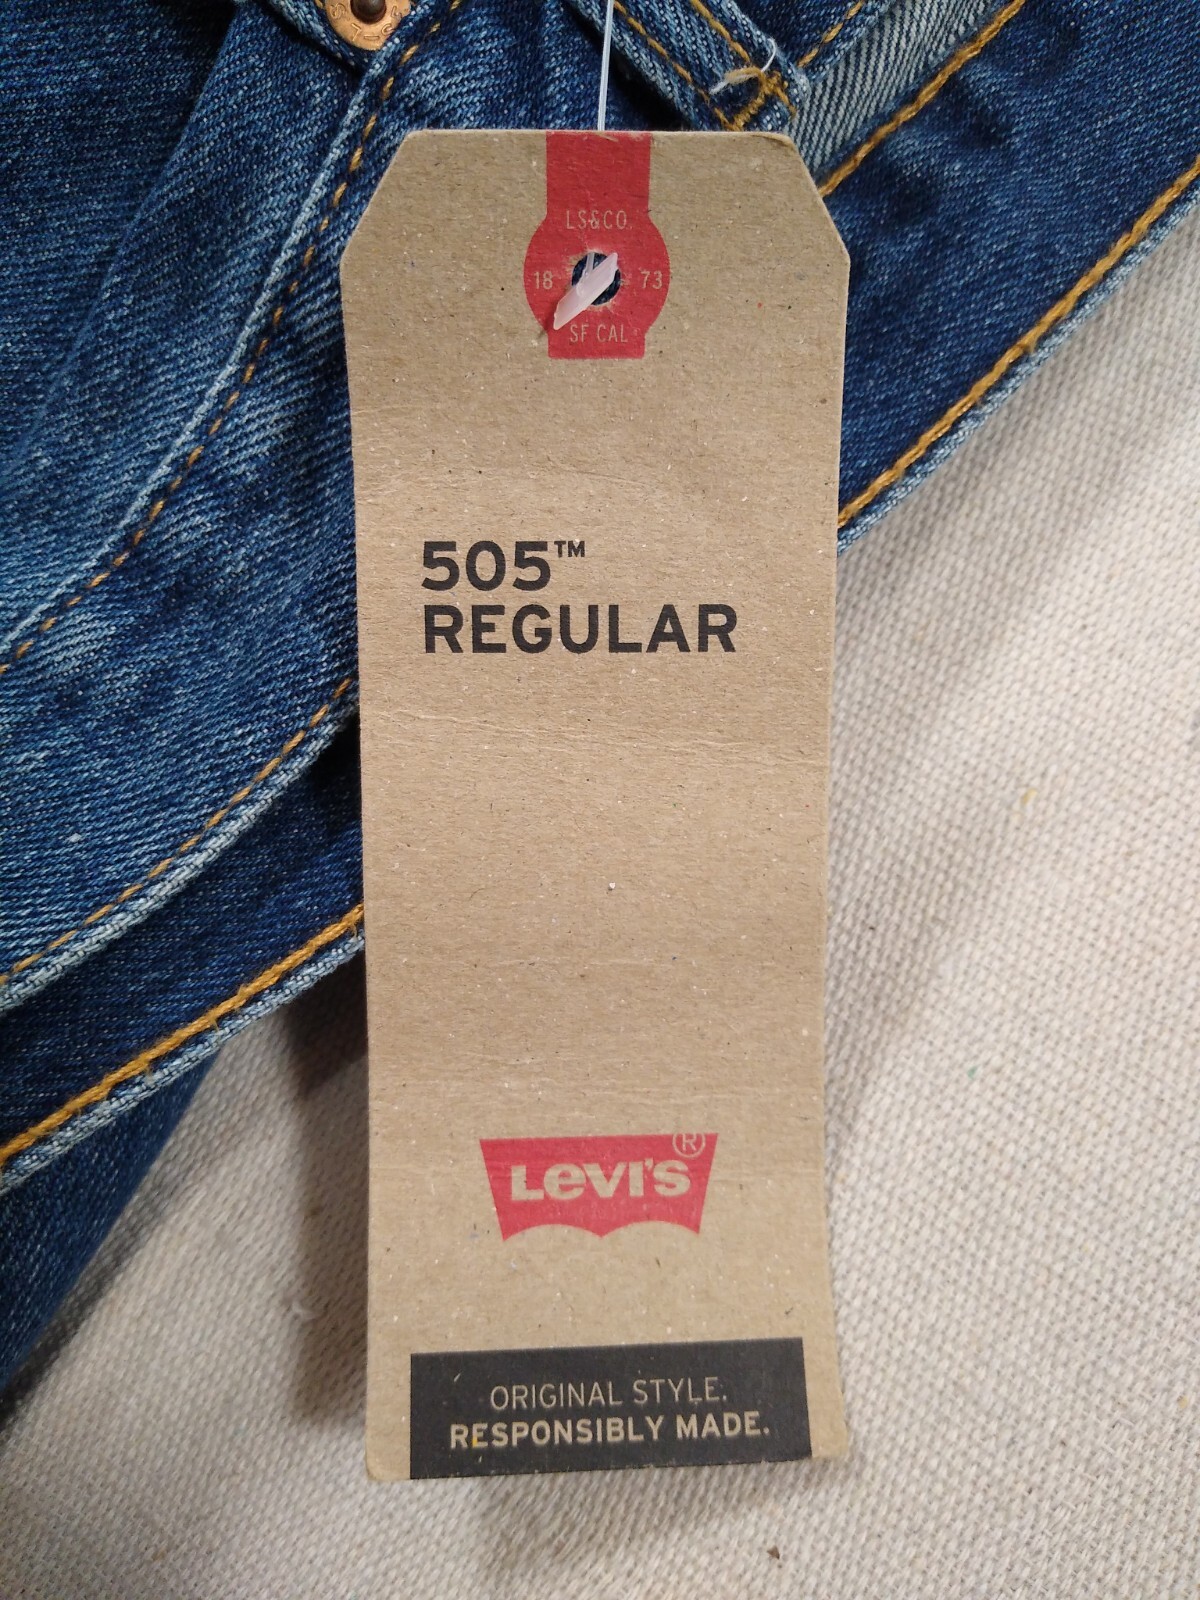 LS&CO.
18 73
SF CAL
505™
REGULAR
LEVI'S®
ORIGINAL STYLE.
RESPONSIBLY MADE.